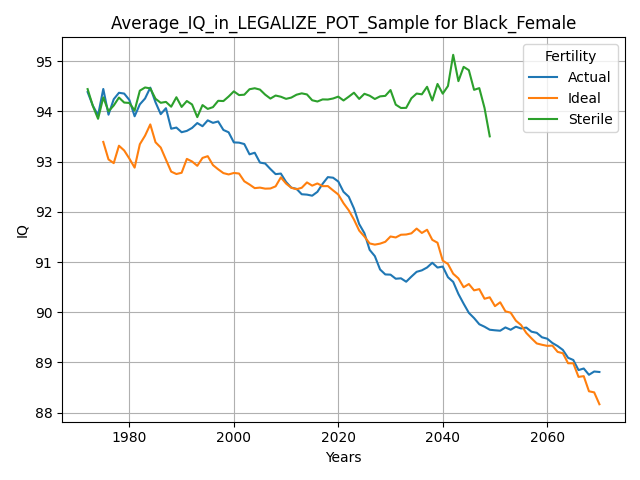 Average_IQ_in_LEGALIZE_POT_Sample for Black_Female
95
94
93
92
91
90
89
88
IQ
Fertility
Actual
Ideal
Sterile
1980
2000
2020
2040
2060
Years